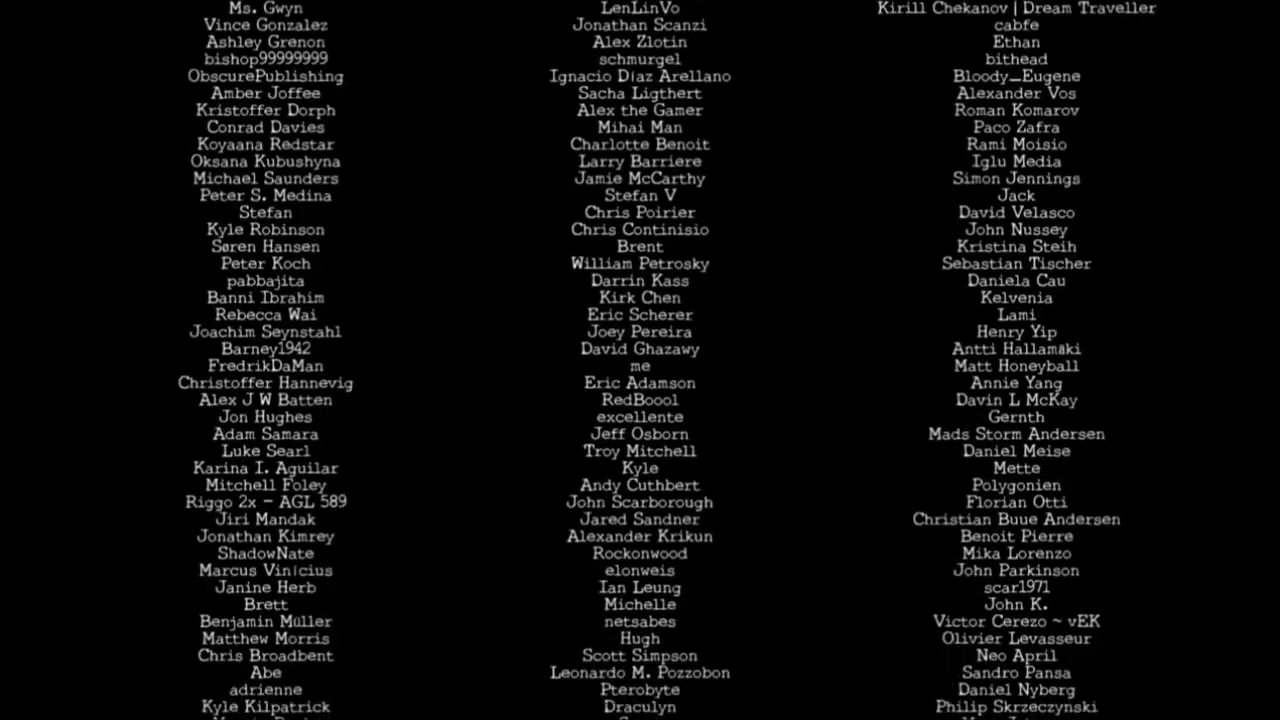 Ms. Gwyn
Vince Gonzalez
Ashley Grenon
bishop99999999
ObscurePublishing
Amber Joffee
Kristoffer Dorph
Conrad Davies
Koyaana Redstar
Oksana Kubushyna
Michael Saunders
Peter S. Medina
Stefan
Kyle Robinson
Søren Hansen
Peter Koch
pabbajita
Banni Ibrahim
Rebecca Wai
Joachim Seynstahl
Barney1942
FredrikDaMan
Christoffer Hannevig
Alex J W Batten
Jon Hughes
Adam Samara
Luke Searl
Karina I. Aguilar
Mitchell Foley
Riggo 2x - AGL 589
Jiri Mandak
Jonathan Kimrey
ShadowNate
Marcus Vinícius
Janine Herb
Brett
Benjamin Müller
Matthew Morris
Chris Broadbent
Abe
adrienne
Kyle Kilpatrick
LenLinVo
Jonathan Scanzi
Alex Zlotin
schmurgel
Ignacio Díaz Arellano
Sacha Ligthert
Alex the Gamer
Mihai Man
Charlotte Benoit
Larry Barriere
Jamie McCarthy
Stefan V
Chris Poirier
Chris Continisio
Brent
William Petrosky
Darrin Kass
Kirk Chen
Eric Scherer
Joey Pereira
David Ghazawy
me
Eric Adamson
RedBoool
excellente
Jeff Osborn
Troy Mitchell
Kyle
Andy Cuthbert
John Scarborough
Jared Sandner
Alexander Krikun
Rockonwood
elonweis
Ian Leung
Michelle
netsabes
Hugh
Scott Simpson
Leonardo M. Pozzobon
Pterobyte
Draculyn
Kirill Chekanov | Dream Traveller
cabfe
Ethan
bithead
Bloody_Eugene
Alexander Vos
Roman Komarov
Paco Zafra
Rami Moisio
Iglu Media
Simon Jennings
Jack
David Velasco
John Nussey
Kristina Steih
Sebastian Tischer
Daniela Cau
Kelvenia
Lami
Henry Yip
Antti Hallamäki
Matt Honeyball
Annie Yang
Davin L McKay
Gernth
Mads Storm Andersen
Daniel Meise
Mette
Polygonien
Florian Otti
Christian Buue Andersen
Benoit Pierre
Mika Lorenzo
John Parkinson
scar1971
John K.
Victor Cerezo ~ vEK
Olivier Levasseur
Neo April
Sandro Pansa
Daniel Nyberg
Philip Skrzeczynski